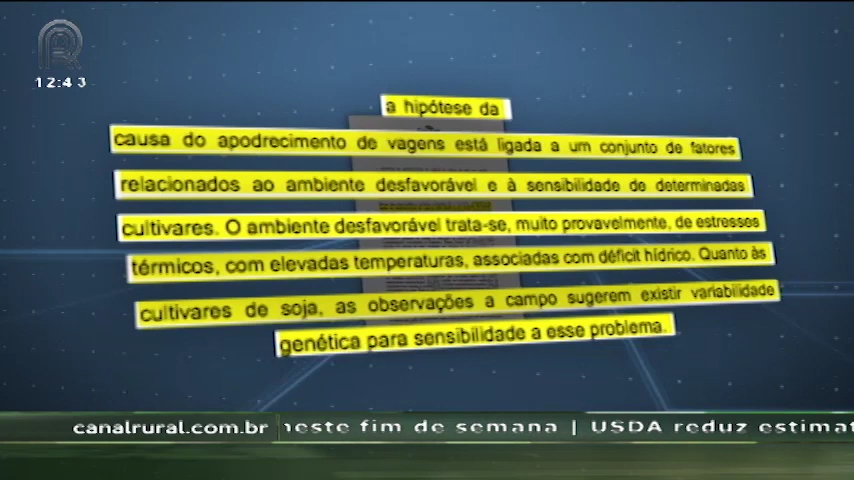 12:43
a hipótese da
causa do apodrecimento de vagens está ligada a um conjunto de fatores
relacionados ao ambiente desfavorável e à sensibilidade de determinadas
cultivares. O ambiente desfavorável trata-se, muito provavelmente, de estresses
térmicos, com elevadas temperaturas, associadas com déficit hídrico. Quanto às
cultivares de soja, as observações a campo sugerem existir variabilidade
genética para sensibilidade a esse problema.
canalrural.com.br neste fim de semana | USDA reduz estimat